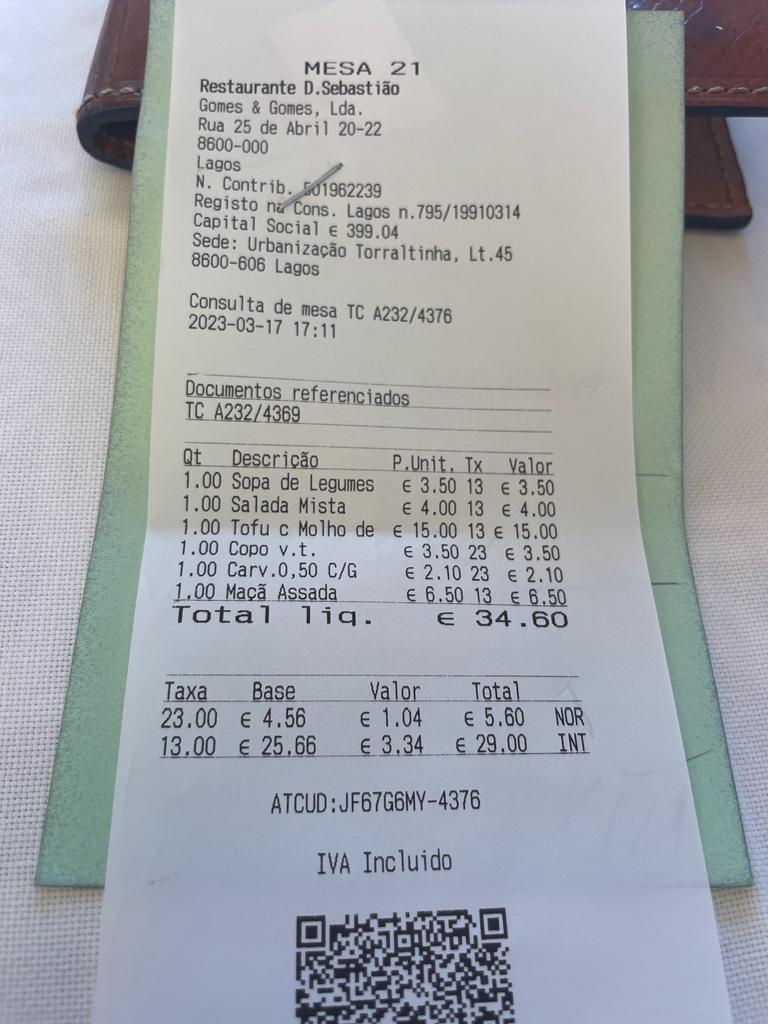 MESA 21
Restaurante D.Sebastião
Gomes & Gomes, Lda.
Rua 25 de Abril 20-22
8600-000
Lagos
N. Contrib. 501962239
Registo na Cons. Lagos n.795/19910314
Capital Social € 399.04
Sede: Urbanização Torraltinha, Lt.45
8600-606 Lagos
Consulta de mesa TC A232/4376
2023-03-17 17:11
Documentos referenciados
TC A232/4369
Qt Descrição P.Unit. Tx Valor
1.00 Sopa de Legumes € 3.50 13 € 3.50
1.00 Salada Mista € 4.00 13 € 4.00
1.00 Tofu c Molho de € 15.00 13 € 15.00
1.00 Copo v.t. € 3.50 23 € 3.50
1.00 Carv.0,50 C/G € 2.10 23 € 2.10
1.00 Maçã Assada € 6.50 13 € 6.50
Total liq. € 34.60
Taxa Base Valor Total
23.00 € 4.56 € 1.04 € 5.60 NOR
13.00 € 25.66 € 3.34 € 29.00 INT
ATCUD:JF67G6MY-4376
IVA Incluido